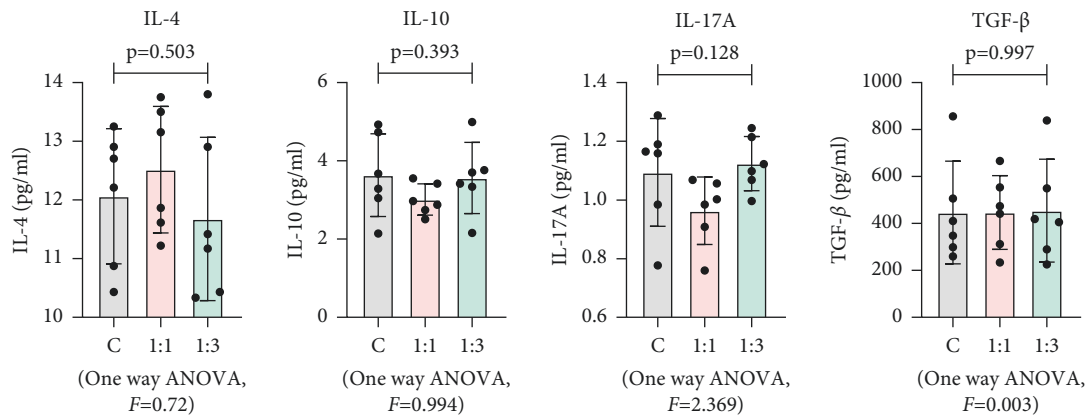 IL-4
p=0.503
14
13
12
11
10
IL-4 (pg/ml)
C 1:1 1:3
(One way ANOVA,
F=0.72)
IL-10
p=0.393
6
4
2
0
IL-10 (pg/ml)
C 1:1 1:3
(One way ANOVA,
F=0.994)
IL-17A
p=0.128
1.4
1.2
1.0
0.8
0.6
IL-17A (pg/ml)
C 1:1 1:3
(One way ANOVA,
F=2.369)
TGF-β
p=0.997
1000
800
600
400
200
0
TGF-β (pg/ml)
C 1:1 1:3
(One way ANOVA,
F=0.003)